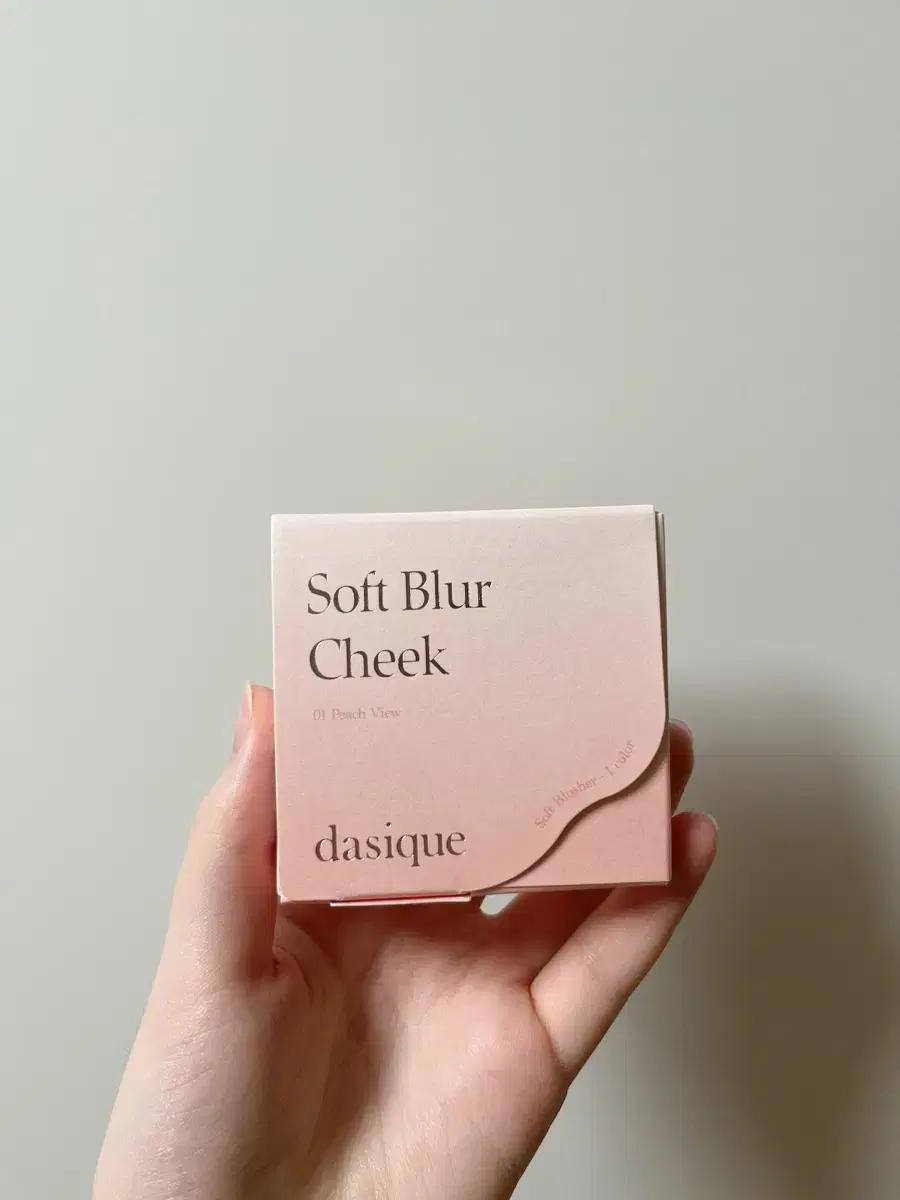 Soft Blur
Cheek
01 Peach View
Soft Blusher - 1 color
dasique